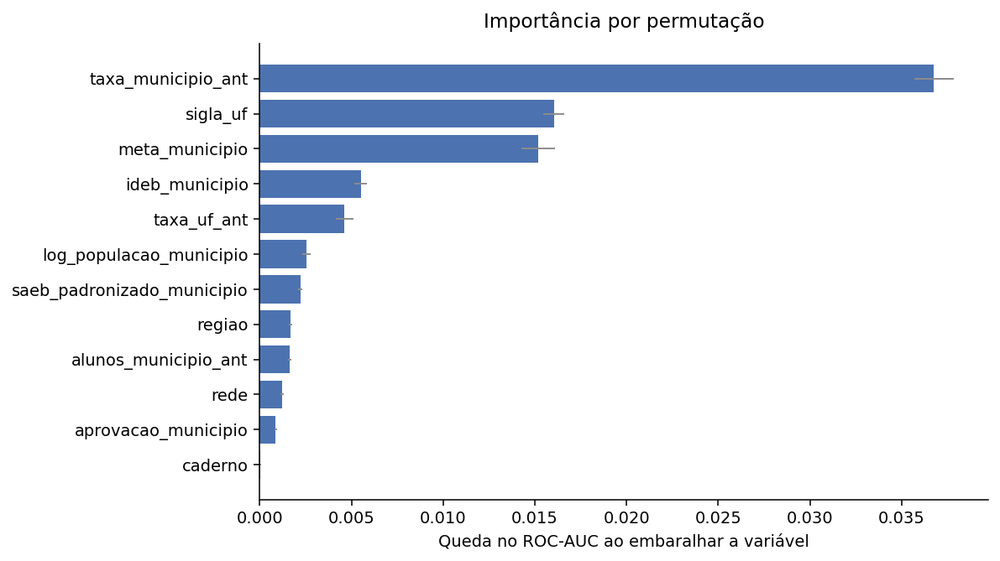 Importância por permutação
taxa_municipio_ant
sigla_uf
meta_municipio
ideb_municipio
taxa_uf_ant
log_populacao_municipio
saeb_padronizado_municipio
regiao
alunos_municipio_ant
rede
aprovacao_municipio
caderno
0.000 0.005 0.010 0.015 0.020 0.025 0.030 0.035
Queda no ROC-AUC ao embaralhar a variável